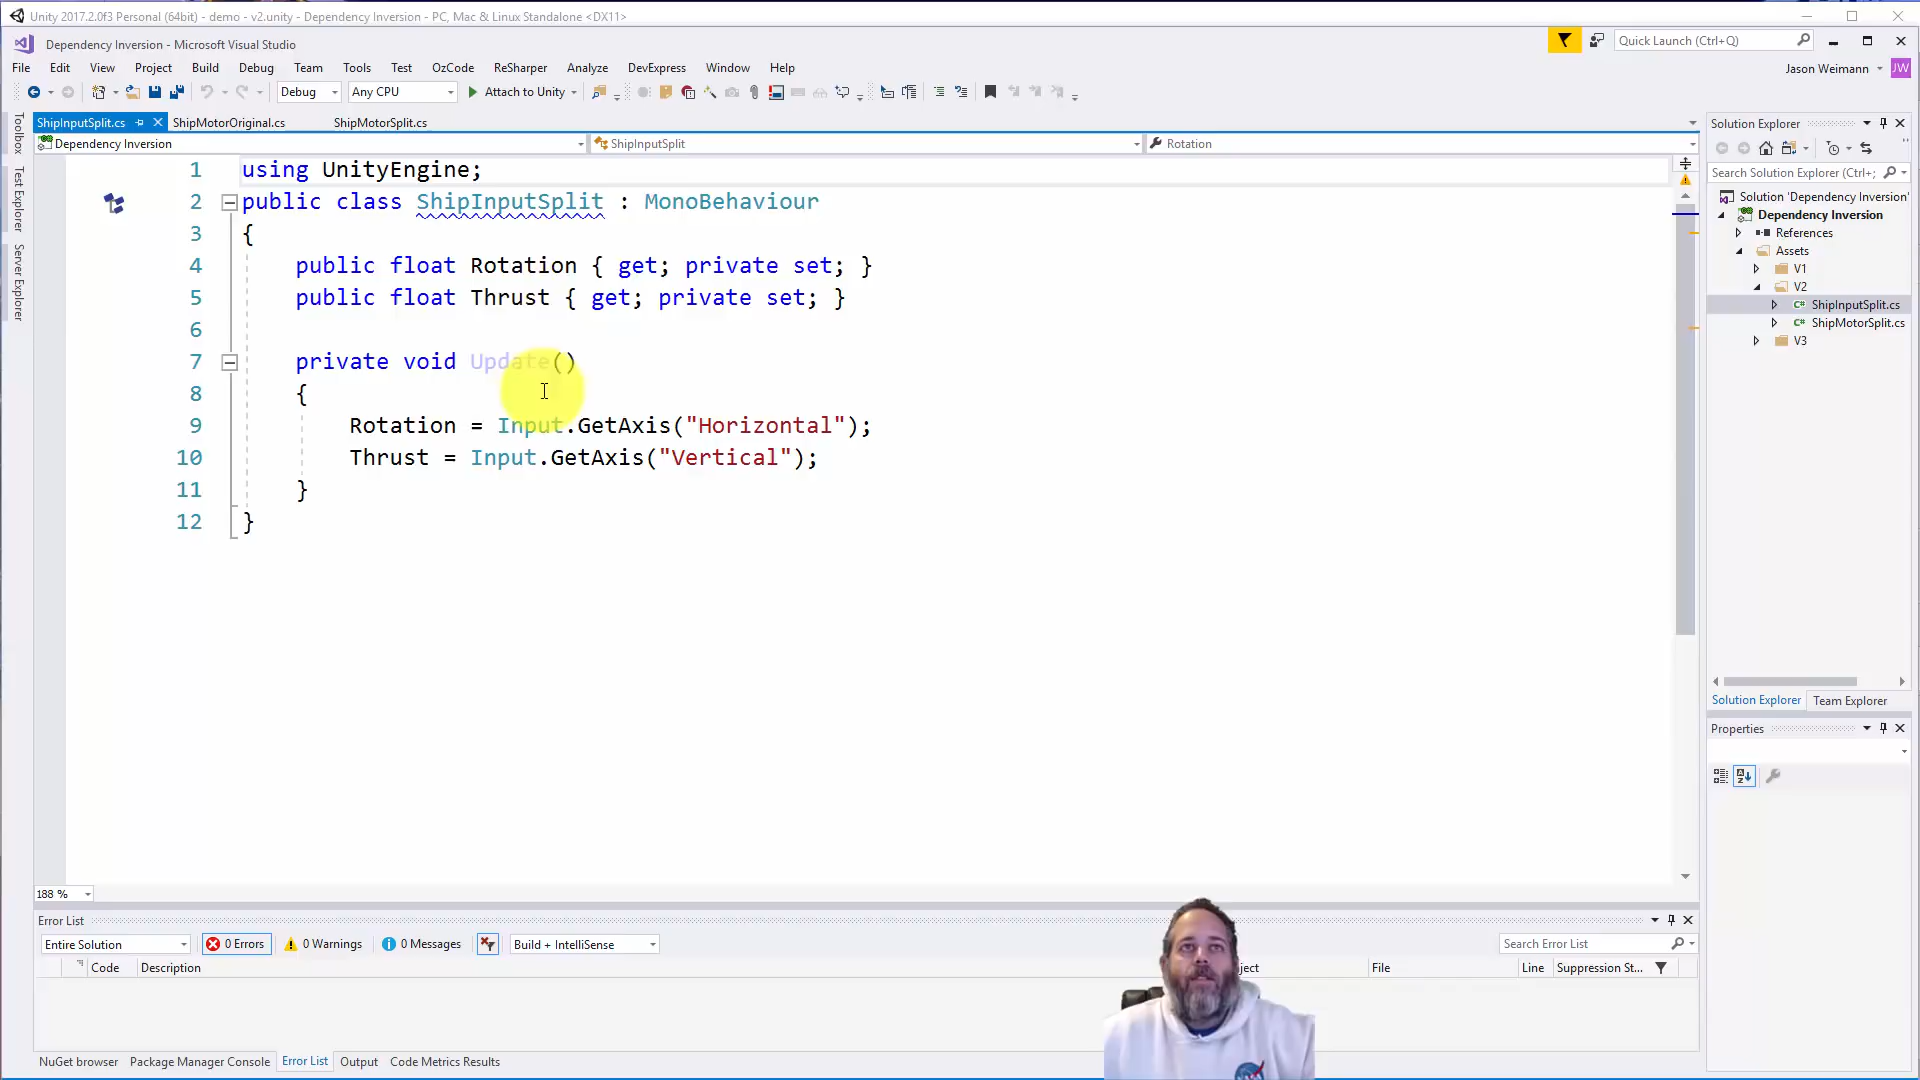 Unity 2017.2.0f3 Personal (64bit) - demo - v2.unity - Dependency Inversion - PC, Mac & Linux Standalone <DX11>
Dependency Inversion - Microsoft Visual Studio
Quick Launch (Ctrl+Q)
File Edit View Project Build Debug Team Tools Test OzCode ReSharper Analyze DevExpress Window Help
Jason Weimann JW
Debug Any CPU Attach to Unity
ShipInputSplit.cs ShipMotorOriginal.cs ShipMotorSplit.cs
Dependency Inversion ShipInputSplit Rotation
Toolbox
Test Explorer
Server Explorer
1 using UnityEngine;
2 public class ShipInputSplit : MonoBehaviour
3 {
4 public float Rotation { get; private set; }
5 public float Thrust { get; private set; }
6
7 private void Update()
8 {
9 Rotation = Input.GetAxis("Horizontal");
10 Thrust = Input.GetAxis("Vertical");
11 }
12 }
188 %
Solution Explorer
Search Solution Explorer (Ctrl+;
Solution 'Dependency Inversion'
Dependency Inversion
References
Assets
V1
V2
ShipInputSplit.cs
ShipMotorSplit.cs
V3
Solution Explorer Team Explorer
Properties
Error List
Entire Solution 0 Errors 0 Warnings 0 Messages Build + IntelliSense
Search Error List
Code Description File Line Suppression St...
NuGet browser Package Manager Console Error List Output Code Metrics Results